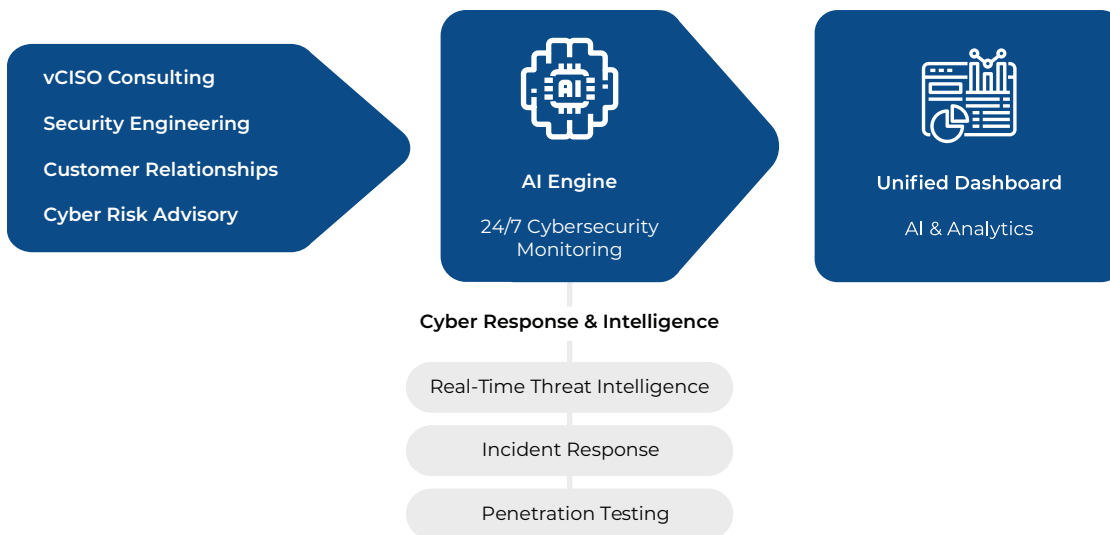 vCISO Consulting
Security Engineering
Customer Relationships
Cyber Risk Advisory
AI
AI Engine
24/7 Cybersecurity
Monitoring
Unified Dashboard
AI & Analytics
Cyber Response & Intelligence
Real-Time Threat Intelligence
Incident Response
Penetration Testing